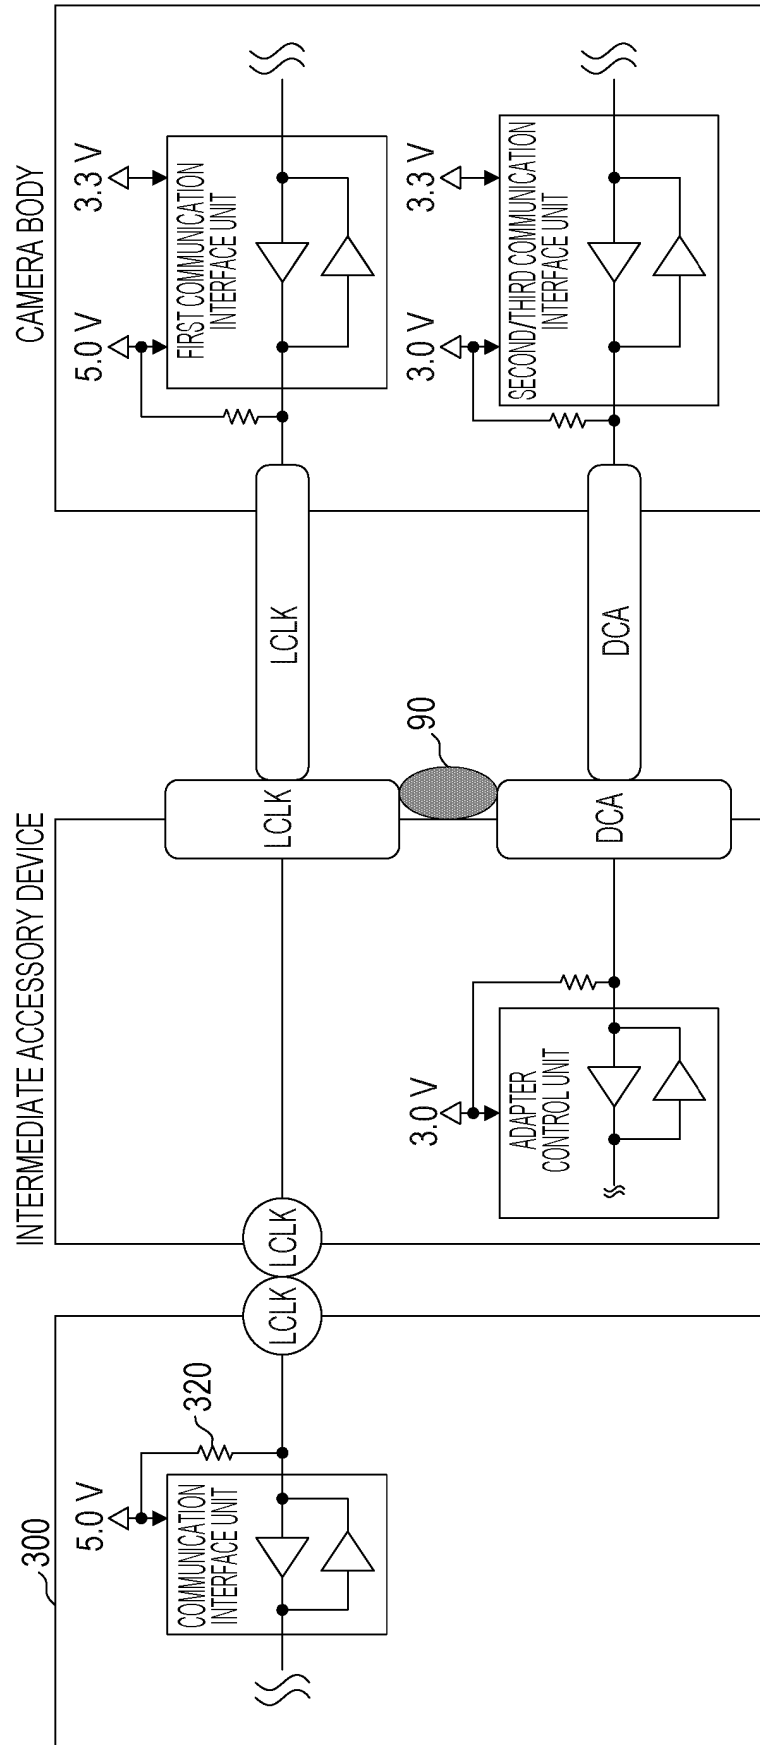 CAMERA BODY
5.0 V
3.3 V
FIRST COMMUNICATION
INTERFACE UNIT
3.0 V
3.3 V
SECOND/THIRD COMMUNICATION
INTERFACE UNIT
LCLK
DCA
90
INTERMEDIATE ACCESSORY DEVICE
LCLK
DCA
3.0 V
ADAPTER
CONTROL UNIT
LCLK
LCLK
300
320
5.0 V
COMMUNICATION
INTERFACE UNIT